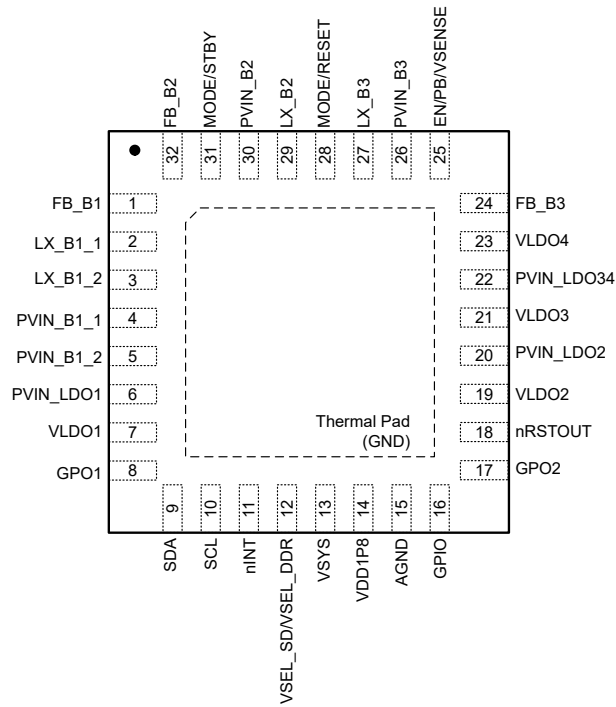 FB_B2
MODE/STBY
PVIN_B2
LX_B2
MODE/RESET
LX_B3
PVIN_B3
EN/PB/VSENSE
32
31
30
29
28
27
26
25
FB_B1 1
LX_B1_1 2
LX_B1_2 3
PVIN_B1_1 4
PVIN_B1_2 5
PVIN_LDO1 6
VLDO1 7
GPO1 8
24 FB_B3
23 VLDO4
22 PVIN_LDO34
21 VLDO3
20 PVIN_LDO2
19 VLDO2
18 nRSTOUT
17 GPO2
Thermal Pad
(GND)
9
10
11
12
13
14
15
16
SDA
SCL
nINT
VSEL_SD/VSEL_DDR
VSYS
VDD1P8
AGND
GPIO